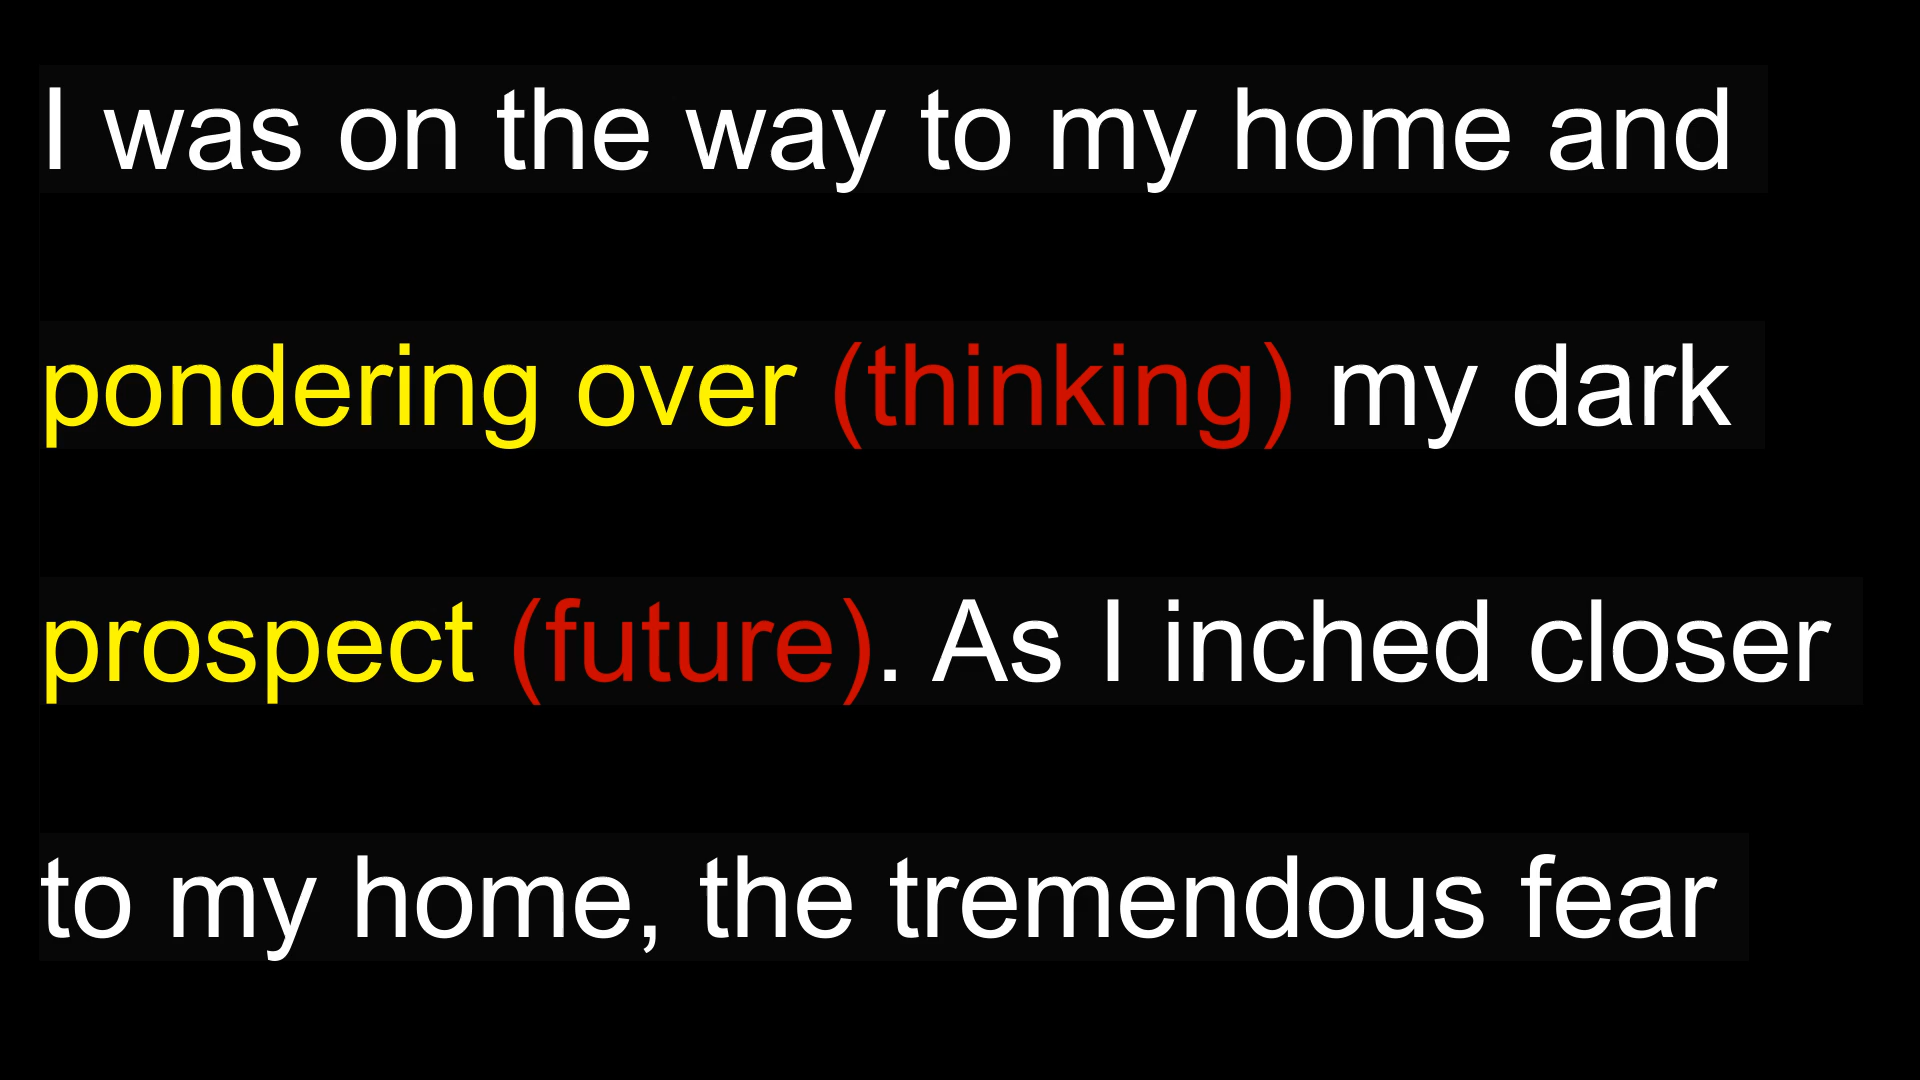 I was on the way to my home and
pondering over (thinking) my dark
prospect (future). As I inched closer
to my home, the tremendous fear